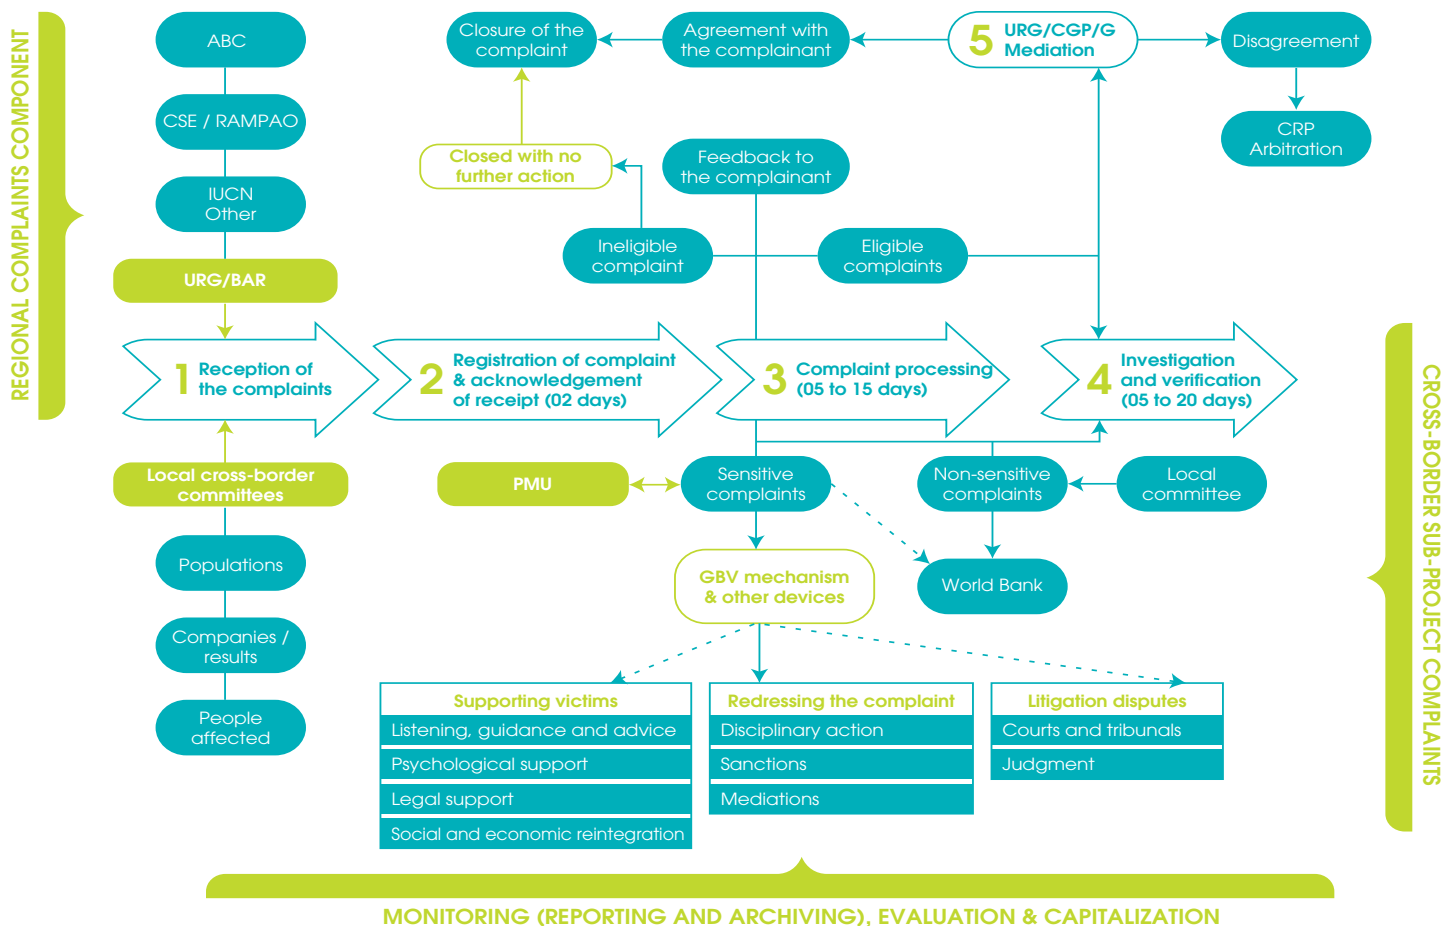 REGIONAL COMPLAINTS COMPONENT
ABC
CSE / RAMPAO
IUCN
Other
URG/BAR
Closure of the
complaint
Agreement with
the complainant
5 URG/CGP/G
Mediation
Disagreement
CRP
Arbitration
Closed with no
further action
Feedback to
the complainant
Ineligible
complaint
Eligible
complaints
1 Reception of
the complaints
2 Registration of complaint
& acknowledgement
of receipt (02 days)
3 Complaint processing
(05 to 15 days)
4 Investigation
and verification
(05 to 20 days)
CROSS-BORDER SUB-PROJECT COMPLAINTS
Local cross-border
committees
Populations
Companies /
results
People
affected
PMU
Sensitive
complaints
Non-sensitive
complaints
Local
committee
GBV mechanism
& other devices
World Bank
Supporting victims
Listening, guidance and advice
Psychological support
Legal support
Social and economic reintegration
Redressing the complaint
Disciplinary action
Sanctions
Mediations
Litigation disputes
Courts and tribunals
Judgment
MONITORING (REPORTING AND ARCHIVING), EVALUATION & CAPITALIZATION